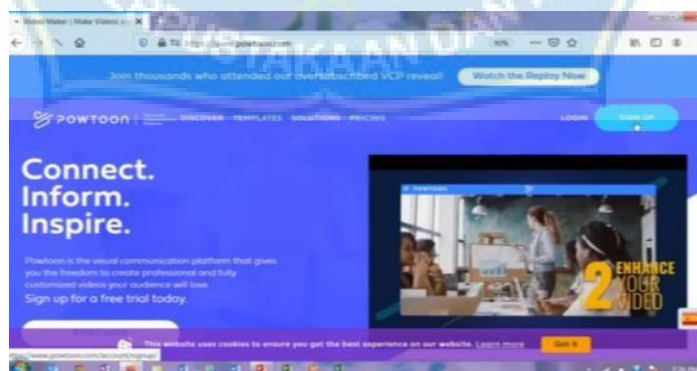 Video Maker | Make Videos
USTAKAAN DAN
https://www.powtoon.com
90%
Join thousands who attended our oversubscribed VCP reveal!
Watch the Replay Now
POWTOON
DISCOVER TEMPLATES SOLUTIONS PRICING
LOGIN
SIGN UP
Connect.
Inform.
Inspire.
POWTOON
2 ENHANCE
YOUR
VIDEO
Powtoon is the visual communication platform that gives
you the freedom to create professional and fully
customized videos your audience will love.
Sign up for a free trial today.
This website uses cookies to ensure you get the best experience on our website. Learn more
Got it
www.powtoon.com/account/signup/